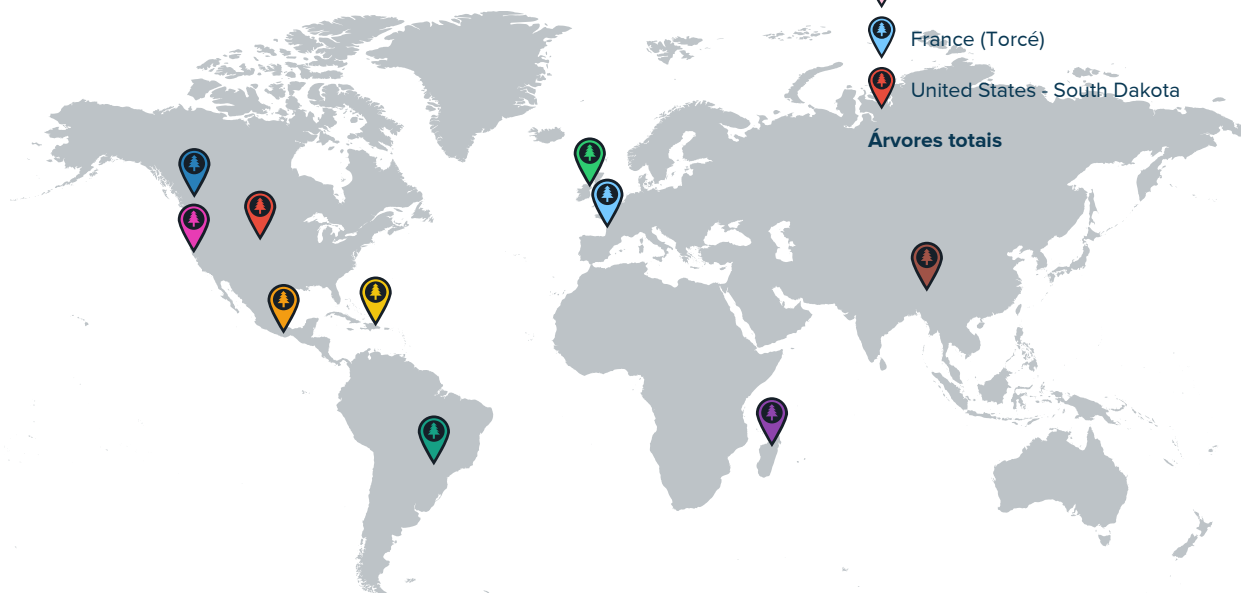 France (Torcé)
United States - South Dakota
Árvores totais